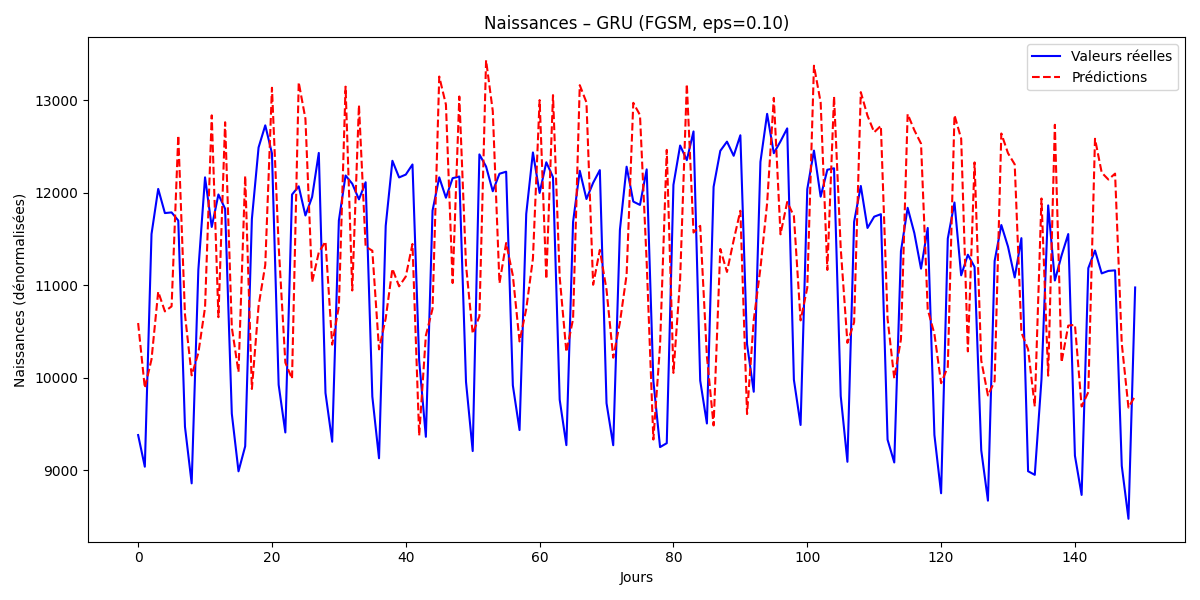 Naissances – GRU (FGSM, eps=0.10)
Valeurs réelles
Prédictions
Naissances (dénormalisées)
13000
12000
11000
10000
9000
0 20 40 60 80 100 120 140
Jours